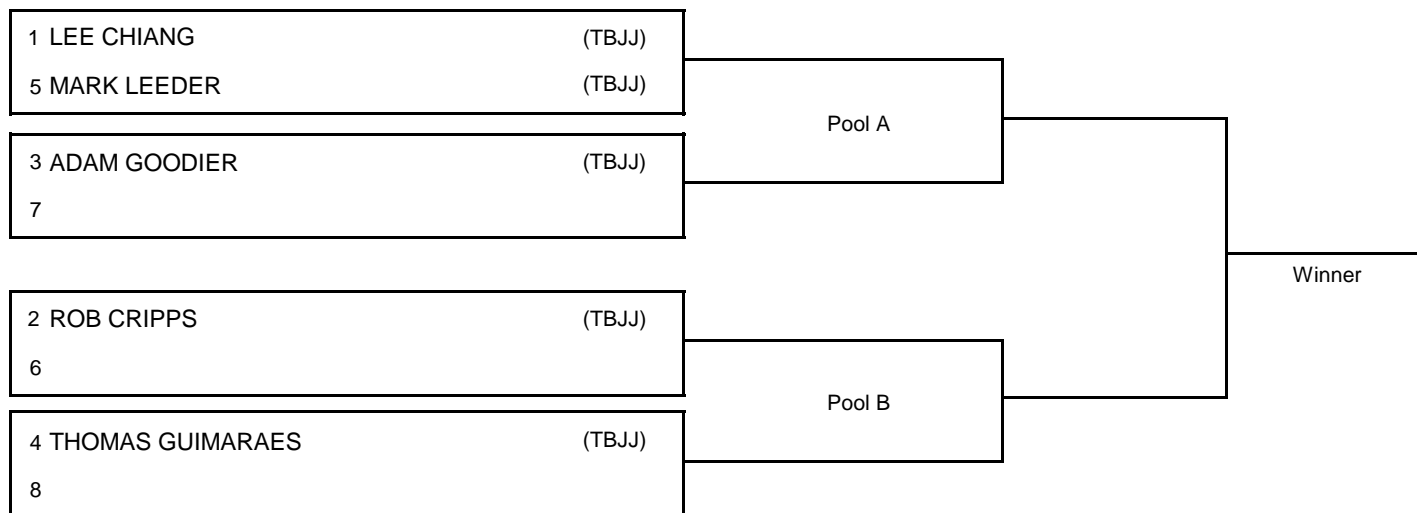 1 LEE CHIANG (TBJJ)
5 MARK LEEDER (TBJJ)
Pool A
3 ADAM GOODIER (TBJJ)
7
Winner
2 ROB CRIPPS (TBJJ)
6
Pool B
4 THOMAS GUIMARAES (TBJJ)
8